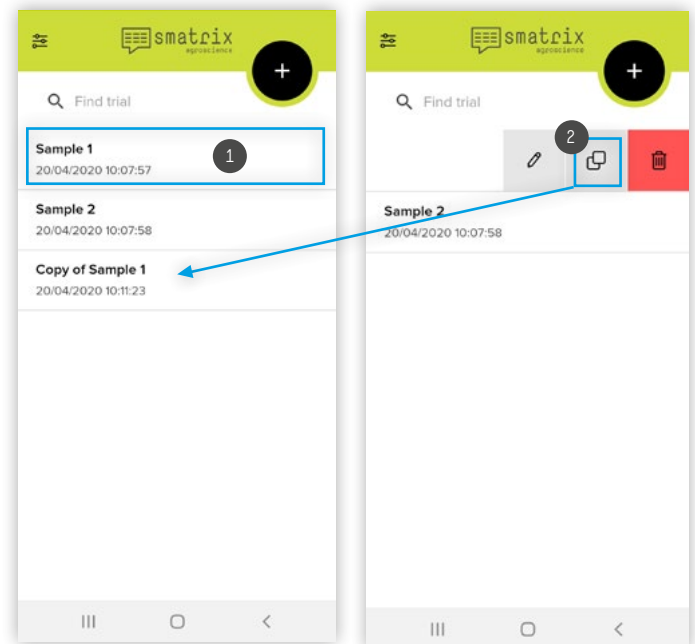 smatrix
agroscience
Find trial
Sample 1
20/04/2020 10:07:57
1
Sample 2
20/04/2020 10:07:58
Copy of Sample 1
20/04/2020 10:11:23
smatrix
agroscience
Find trial
2
Sample 2
20/04/2020 10:07:58